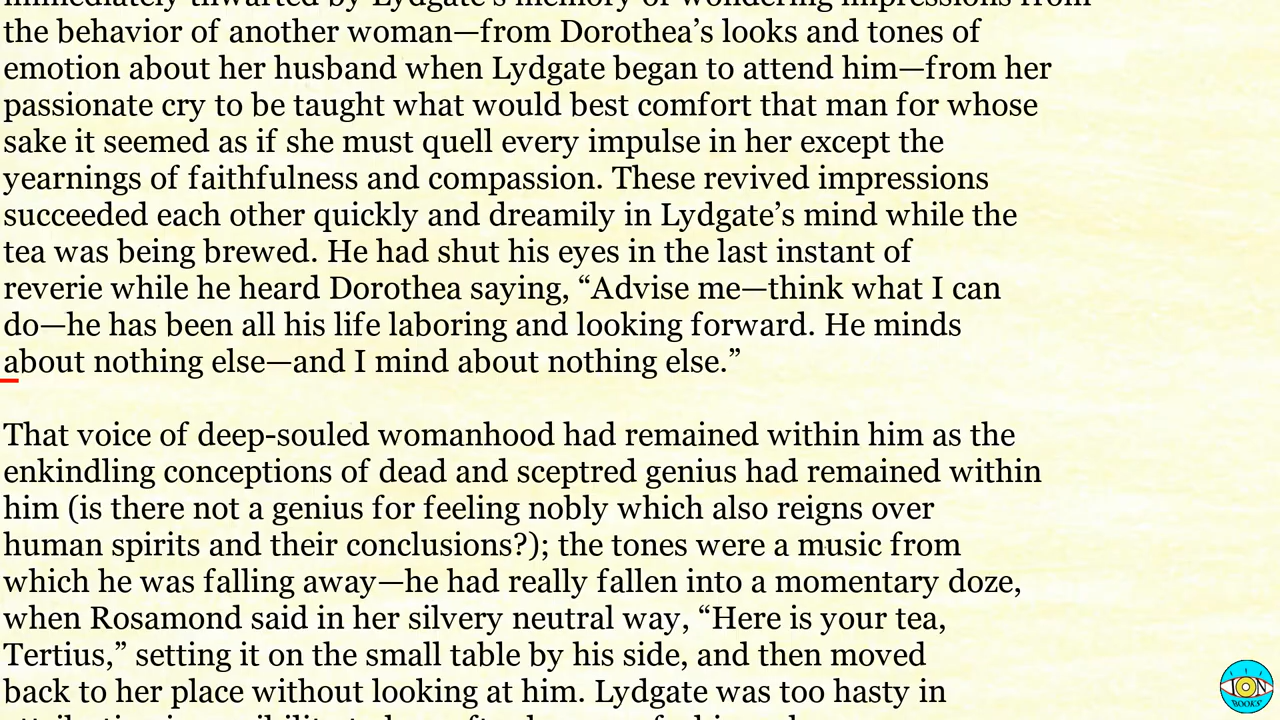 the behavior of another woman—from Dorothea’s looks and tones of
emotion about her husband when Lydgate began to attend him—from her
passionate cry to be taught what would best comfort that man for whose
sake it seemed as if she must quell every impulse in her except the
yearnings of faithfulness and compassion. These revived impressions
succeeded each other quickly and dreamily in Lydgate’s mind while the
tea was being brewed. He had shut his eyes in the last instant of
reverie while he heard Dorothea saying, “Advise me—think what I can
do—he has been all his life laboring and looking forward. He minds
about nothing else—and I mind about nothing else.”
That voice of deep-souled womanhood had remained within him as the
enkindling conceptions of dead and sceptred genius had remained within
him (is there not a genius for feeling nobly which also reigns over
human spirits and their conclusions?); the tones were a music from
which he was falling away—he had really fallen into a momentary doze,
when Rosamond said in her silvery neutral way, “Here is your tea,
Tertius,” setting it on the small table by his side, and then moved
back to her place without looking at him. Lydgate was too hasty in
ION
BOOKS